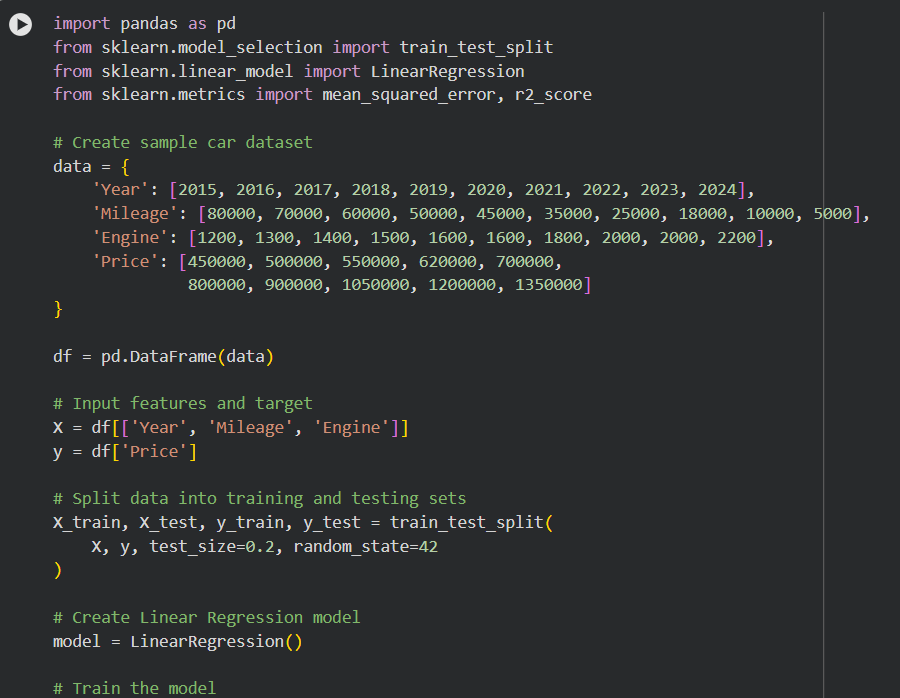 import pandas as pd
from sklearn.model_selection import train_test_split
from sklearn.linear_model import LinearRegression
from sklearn.metrics import mean_squared_error, r2_score

# Create sample car dataset
data = {
    'Year': [2015, 2016, 2017, 2018, 2019, 2020, 2021, 2022, 2023, 2024],
    'Mileage': [80000, 70000, 60000, 50000, 45000, 35000, 25000, 18000, 10000, 5000],
    'Engine': [1200, 1300, 1400, 1500, 1600, 1600, 1800, 2000, 2000, 2200],
    'Price': [450000, 500000, 550000, 620000, 700000,
              800000, 900000, 1050000, 1200000, 1350000]
}

df = pd.DataFrame(data)

# Input features and target
X = df[['Year', 'Mileage', 'Engine']]
y = df['Price']

# Split data into training and testing sets
X_train, X_test, y_train, y_test = train_test_split(
    X, y, test_size=0.2, random_state=42
)

# Create Linear Regression model
model = LinearRegression()

# Train the model